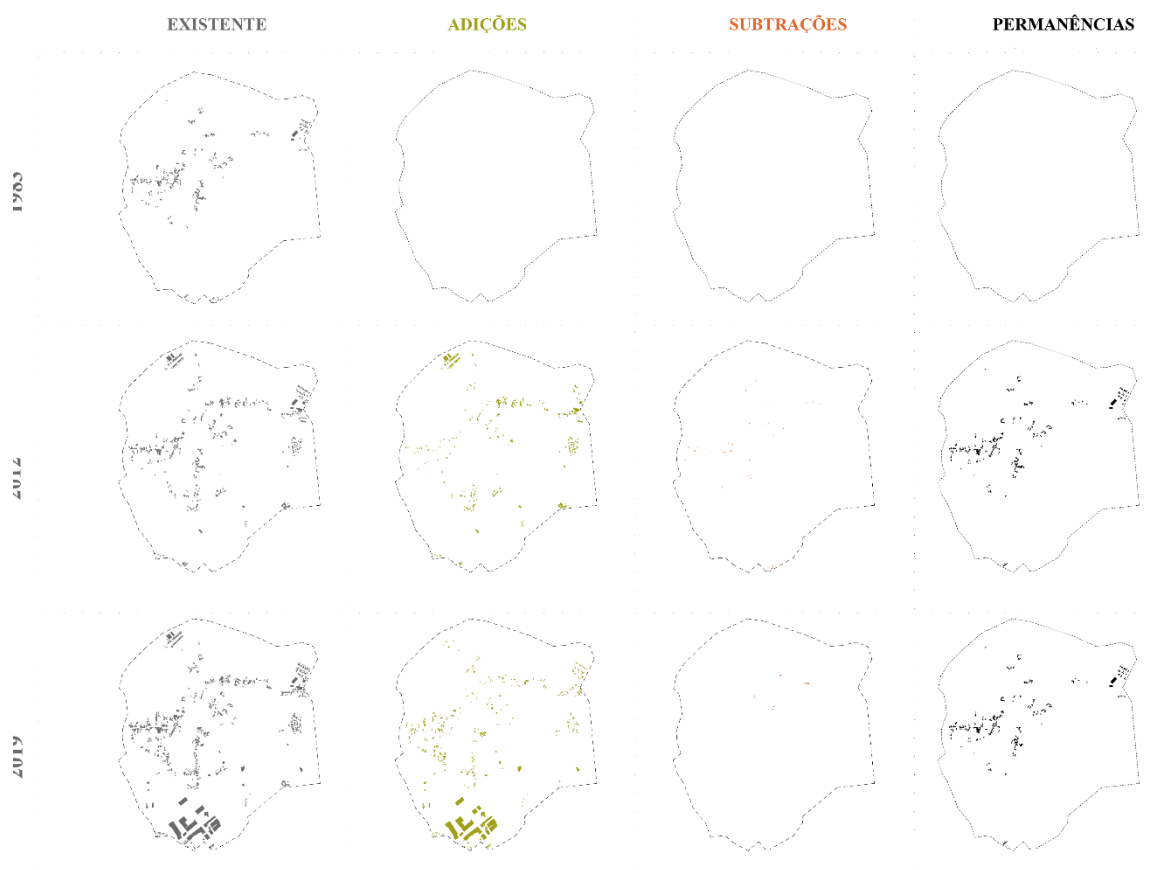 EXISTENTE
ADIÇÕES
SUBTRAÇÕES
PERMANÊNCIAS
2012
2019